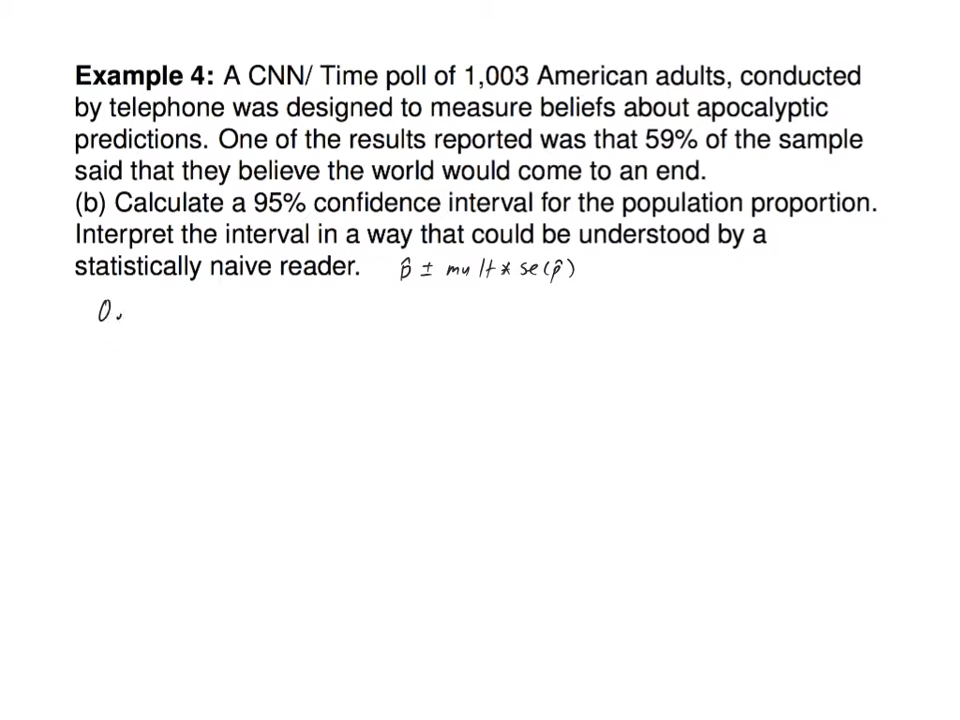 Example 4: A CNN/ Time poll of 1,003 American adults, conducted
by telephone was designed to measure beliefs about apocalyptic
predictions. One of the results reported was that 59% of the sample
said that they believe the world would come to an end.
(b) Calculate a 95% confidence interval for the population proportion.
Interpret the interval in a way that could be understood by a
statistically naive reader. p̂ ± mult * se(p̂)
0.